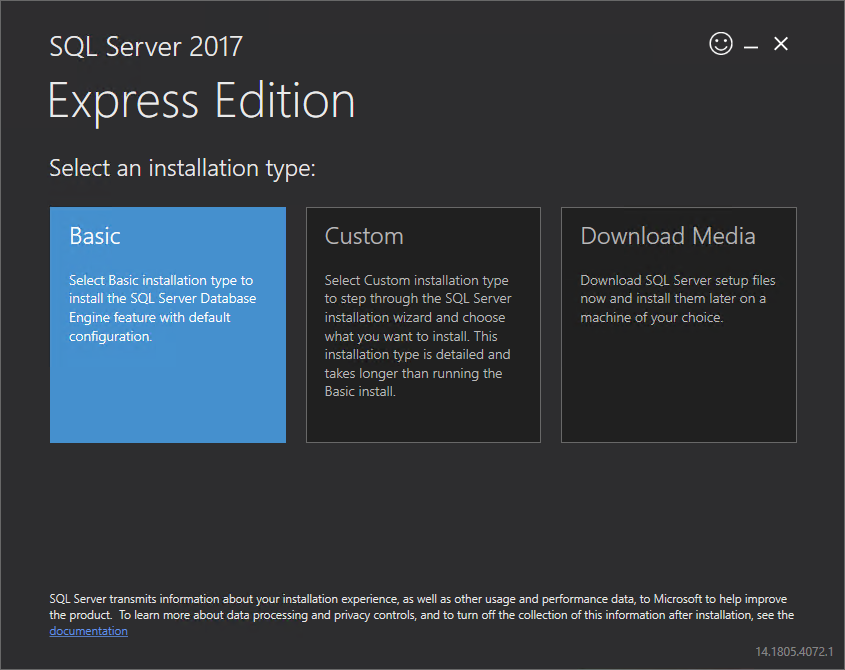 SQL Server 2017
Express Edition
Select an installation type:
Basic
Select Basic installation type to
install the SQL Server Database
Engine feature with default
configuration.
Custom
Select Custom installation type
to step through the SQL Server
installation wizard and choose
what you want to install. This
installation type is detailed and
takes longer than running the
Basic install.
Download Media
Download SQL Server setup files
now and install them later on a
machine of your choice.
SQL Server transmits information about your installation experience, as well as other usage and performance data, to Microsoft to help improve
the product.  To learn more about data processing and privacy controls, and to turn off the collection of this information after installation, see the
documentation
14.1805.4072.1